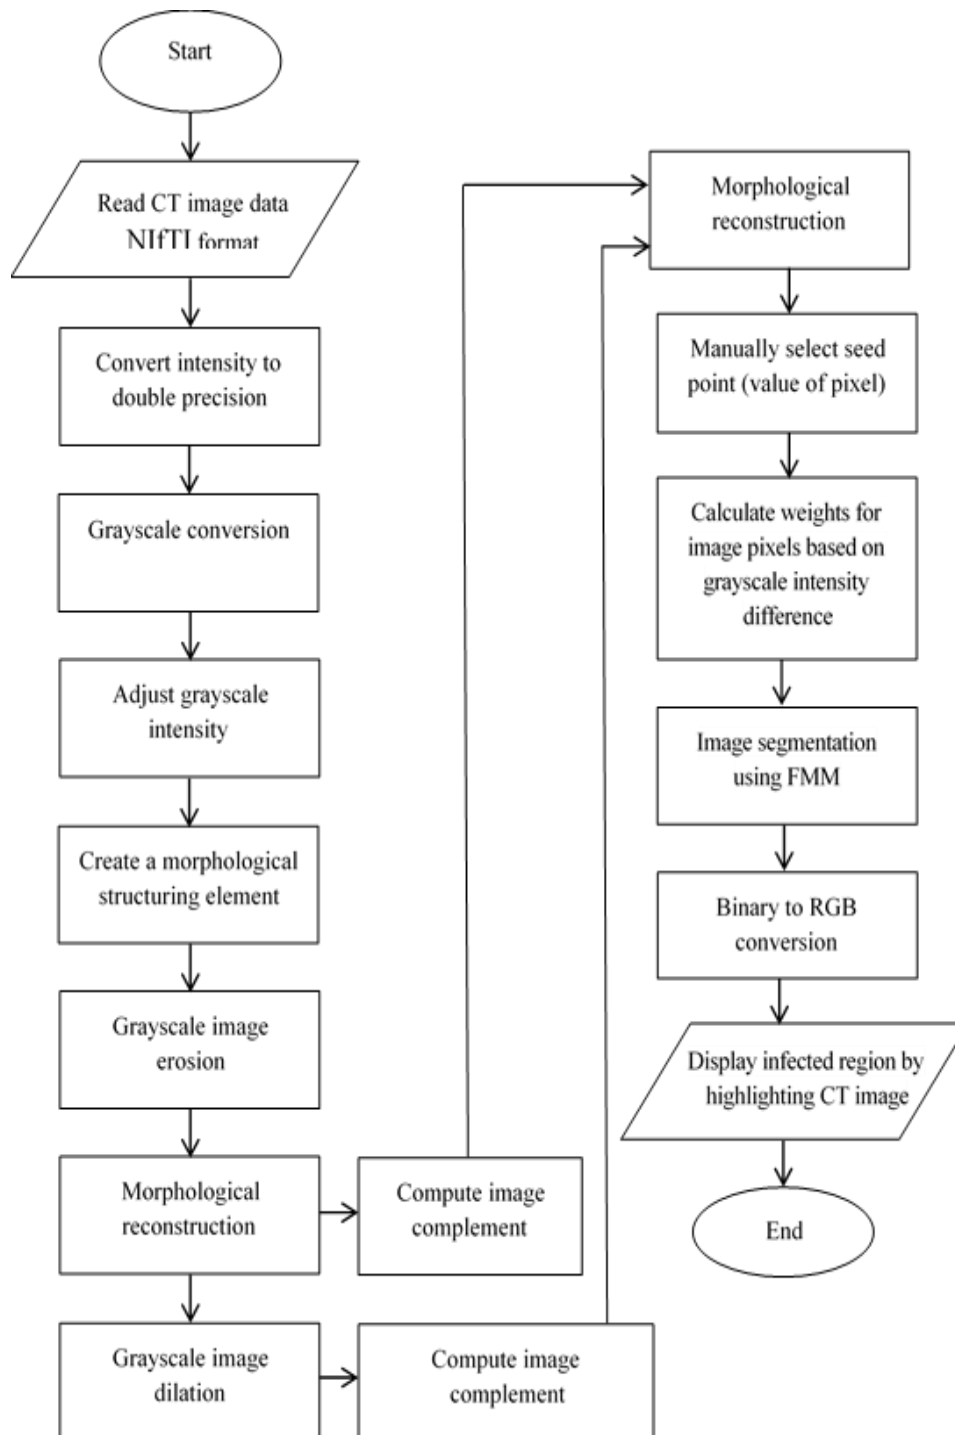 Start
Read CT image data
NIfTI format
Convert intensity to
double precision
Grayscale conversion
Adjust grayscale
intensity
Create a morphological
structuring element
Grayscale image
erosion
Morphological
reconstruction
Compute image
complement
Grayscale image
dilation
Compute image
complement
Morphological
reconstruction
Manually select seed
point (value of pixel)
Calculate weights for
image pixels based on
grayscale intensity
difference
Image segmentation
using FMM
Binary to RGB
conversion
Display infected region by
highlighting CT image
End